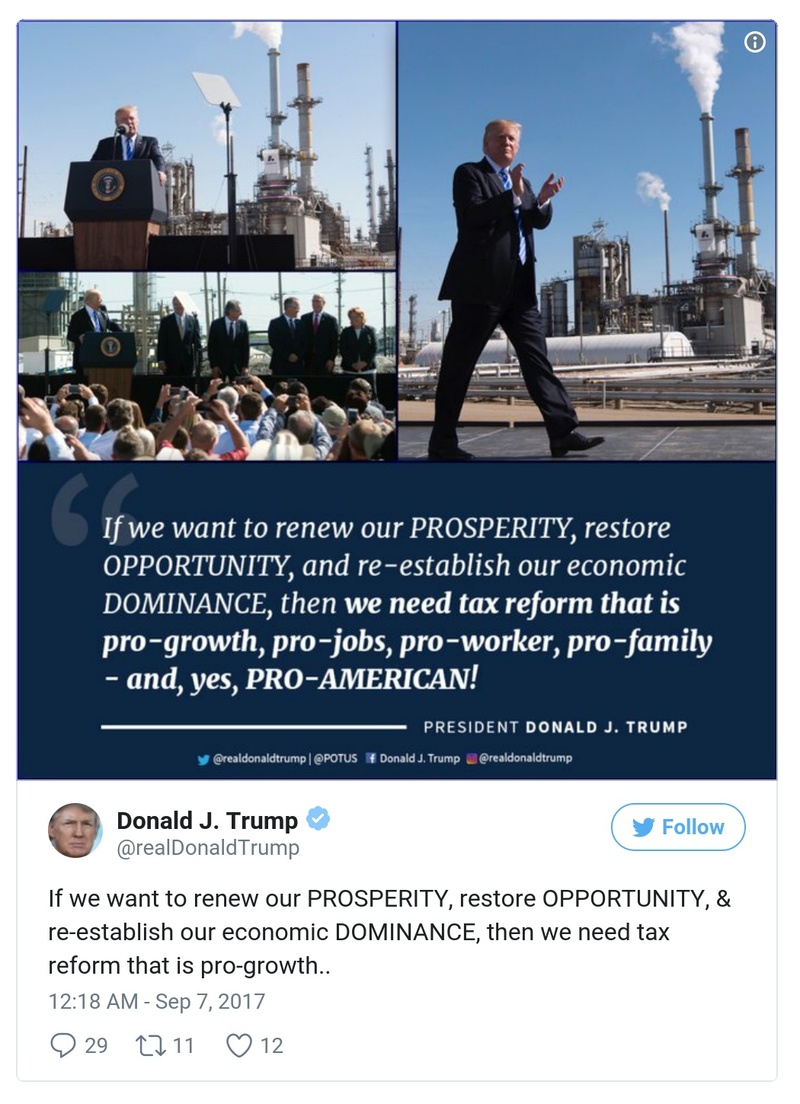 If we want to renew our PROSPERITY, restore
OPPORTUNITY, and re-establish our economic
DOMINANCE, then we need tax reform that is
pro-growth, pro-jobs, pro-worker, pro-family
- and, yes, PRO-AMERICAN!
PRESIDENT DONALD J. TRUMP
@realdonaldtrump | @POTUS Donald J. Trump @realdonaldtrump
Donald J. Trump
@realDonaldTrump
Follow
If we want to renew our PROSPERITY, restore OPPORTUNITY, &
re-establish our economic DOMINANCE, then we need tax
reform that is pro-growth..
12:18 AM - Sep 7, 2017
29 11 12